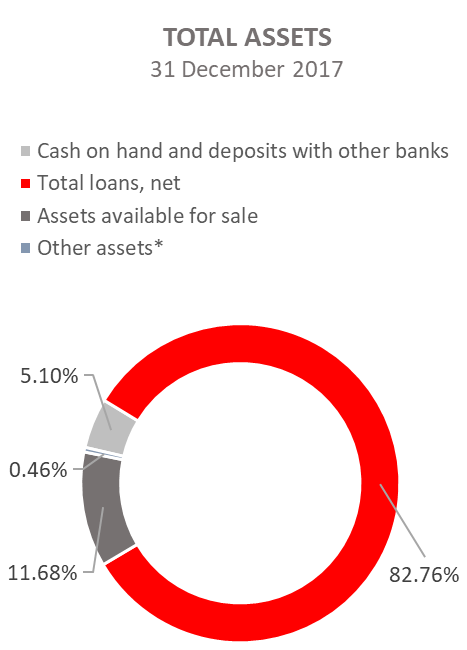 TOTAL ASSETS
31 December 2017
Cash on hand and deposits with other banks
Total loans, net
Assets available for sale
Other assets*
5.10%
0.46%
11.68%
82.76%